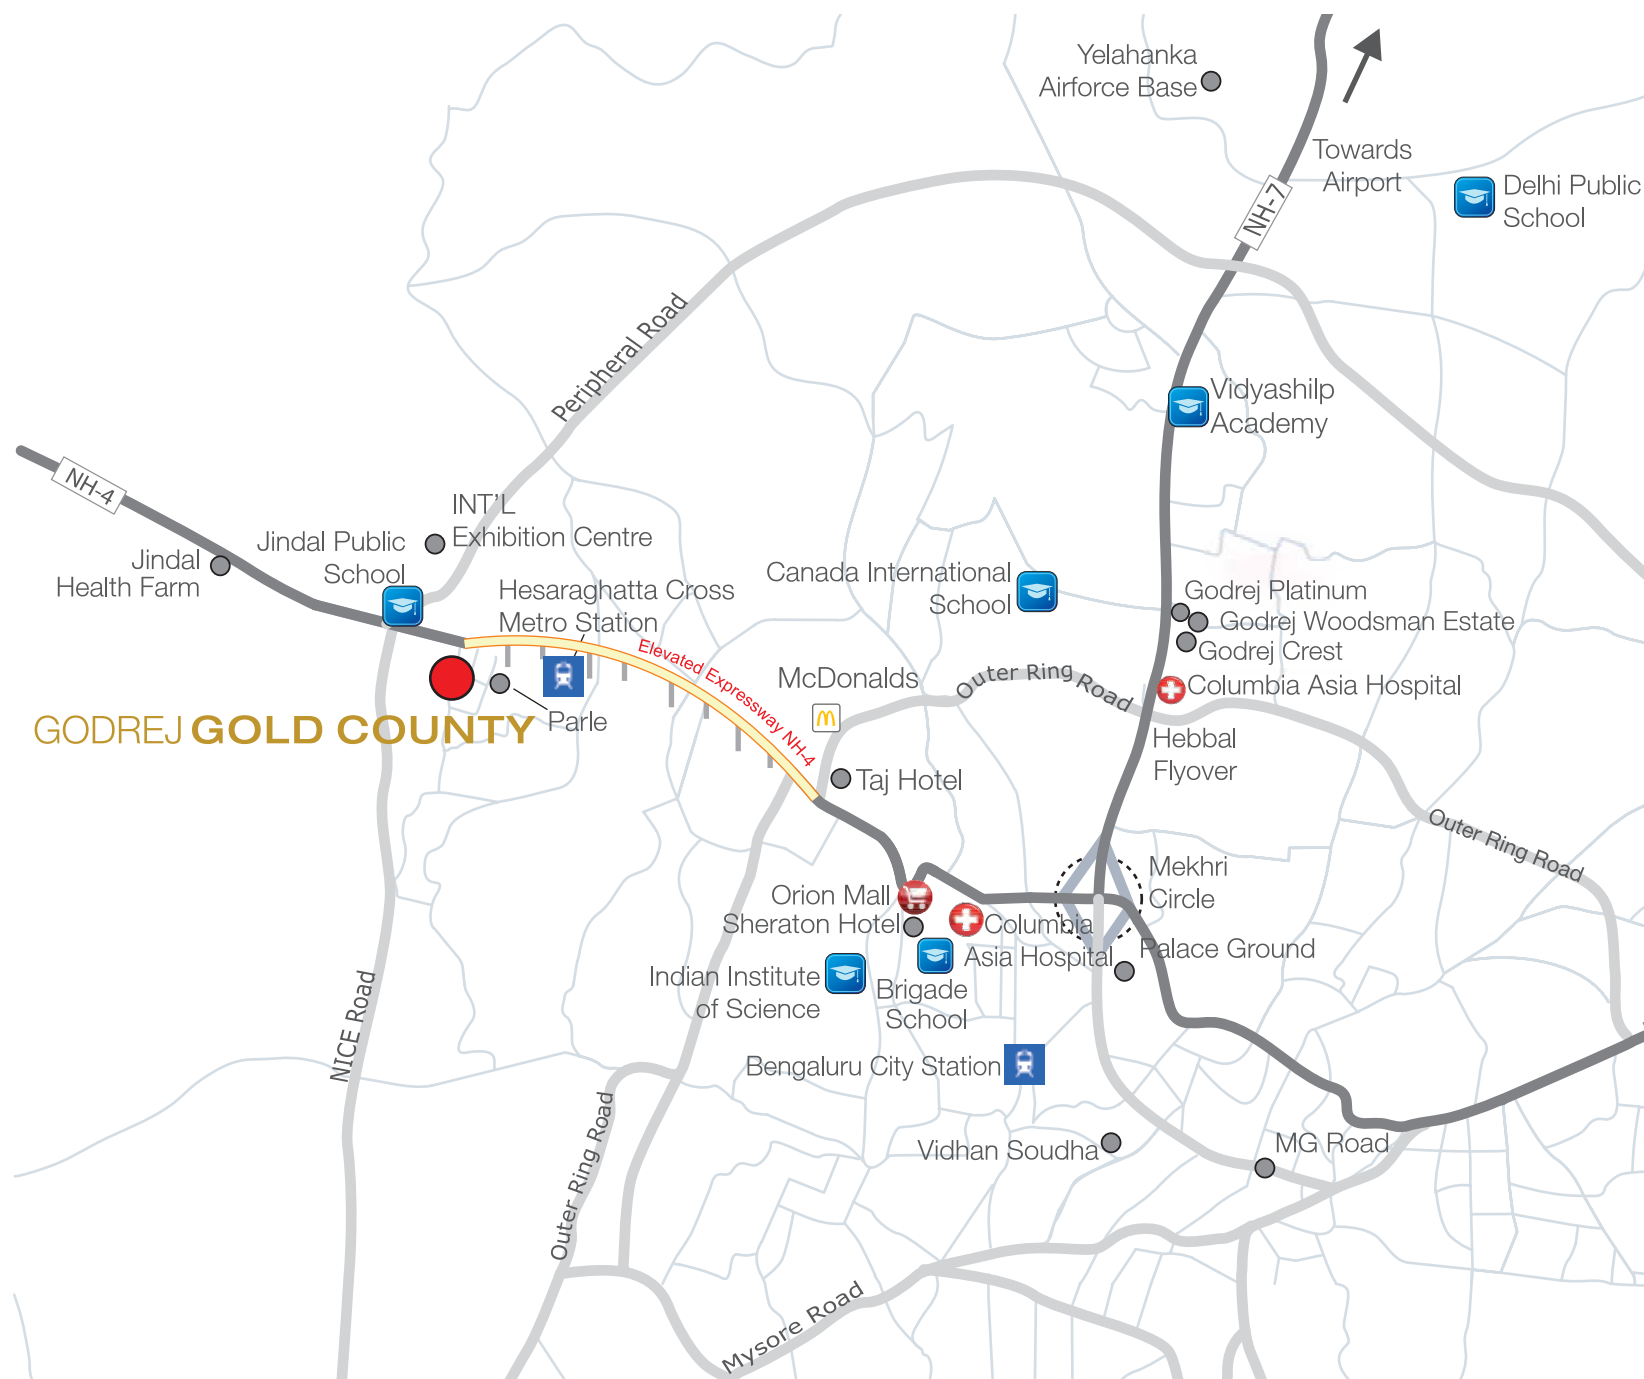 Yelahanka
Airforce Base
Towards
Airport
NH-7
Delhi Public
School
Peripheral Road
Vidyashilp
Academy
NH-4
INT'L
Exhibition Centre
Jindal Public
School
Jindal
Health Farm
Hesaraghatta Cross
Metro Station
Canada International
School
Godrej Platinum
Godrej Woodsman Estate
Godrej Crest
Elevated Expressway NH-4
McDonalds
Outer Ring Road
Columbia Asia Hospital
GODREJ GOLD COUNTY
Parle
Hebbal
Flyover
Taj Hotel
Outer Ring Road
Mekhri
Circle
Orion Mall
Sheraton Hotel
Columbia
Asia Hospital
Palace Ground
Indian Institute
of Science
Brigade
School
NICE Road
Bengaluru City Station
Outer Ring Road
Vidhan Soudha
MG Road
Mysore Road